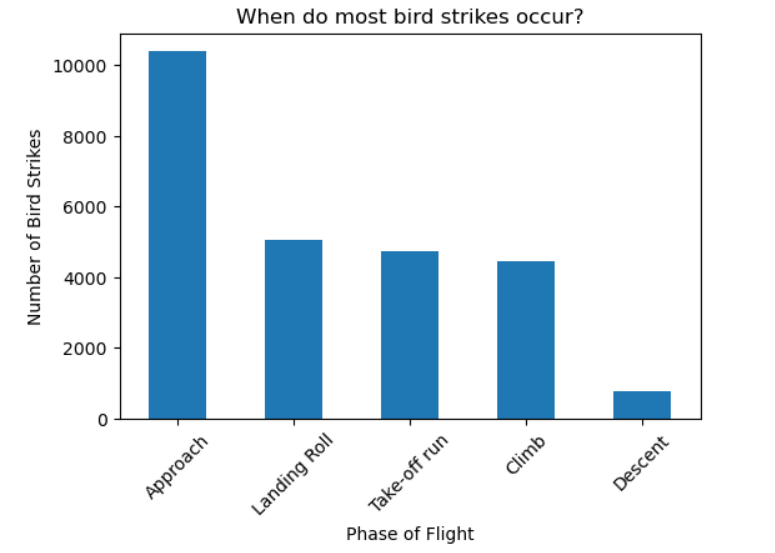 When do most bird strikes occur?
Number of Bird Strikes
10000
8000
6000
4000
2000
0
Approach
Landing Roll
Take-off run
Climb
Descent
Phase of Flight